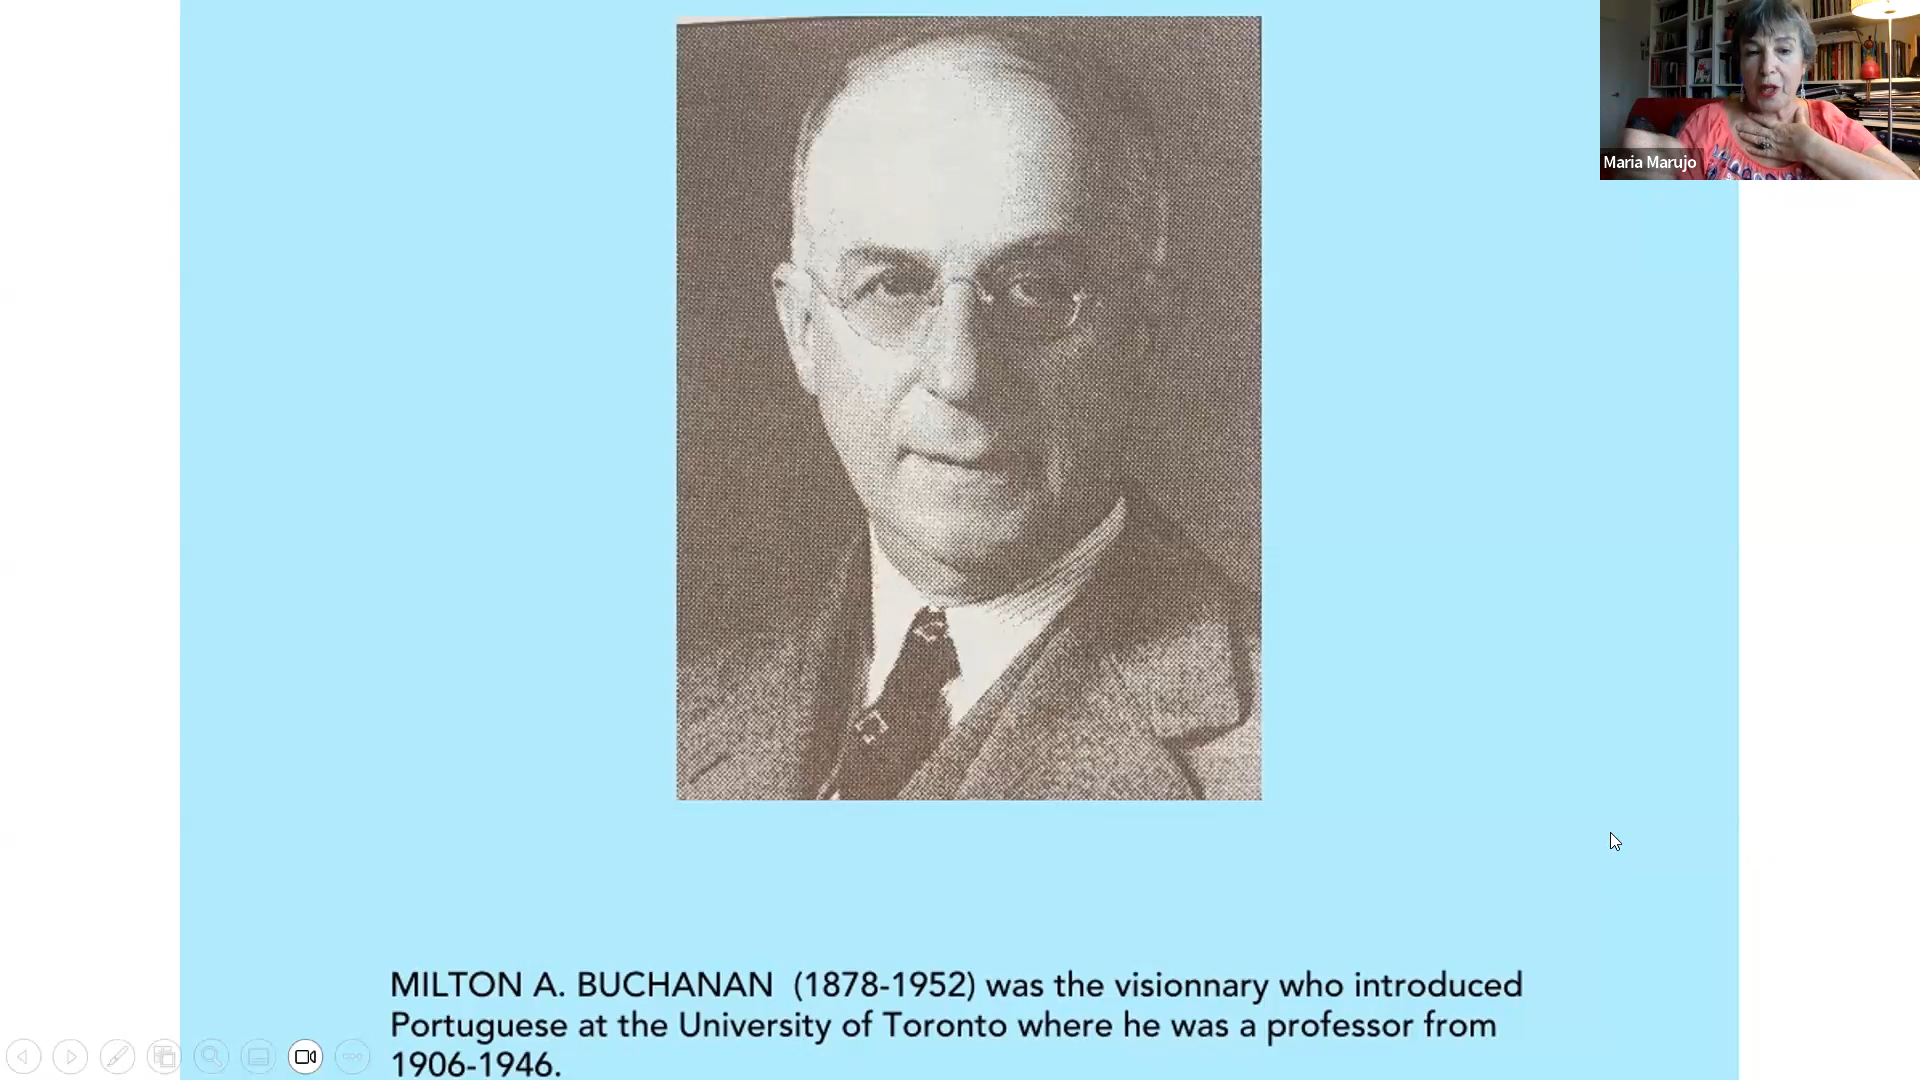 Maria Marujo
MILTON A. BUCHANAN (1878-1952) was the visionnary who introduced
Portuguese at the University of Toronto where he was a professor from
1906-1946.